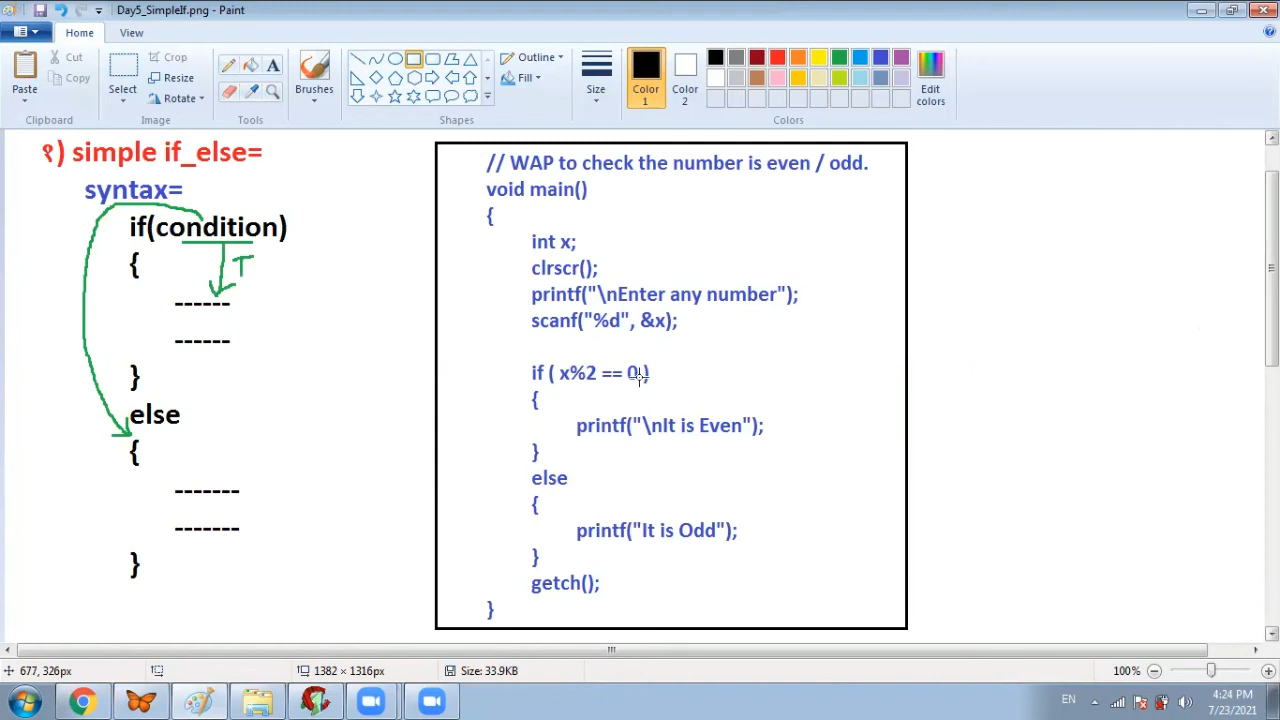 Day5_SimpleIf.png - Paint
Home
View
Paste
Cut
Copy
Clipboard
Select
Crop
Resize
Rotate
Image
A
Tools
Brushes
Shapes
Outline
Fill
Size
Color 1
Color 2
Edit colors
Colors
१) simple if_else=
syntax=
if(condition)
{
T
------
------
}
else
{
-------
-------
}
// WAP to check the number is even / odd.
void main()
{
int x;
clrscr();
printf("\nEnter any number");
scanf("%d", &x);
if ( x%2 == 0 )
{
printf("\nIt is Even");
}
else
{
printf("It is Odd");
}
getch();
}
677, 326px
1382 × 1316px
Size: 33.9KB
100%
EN
4:24 PM
7/23/2021